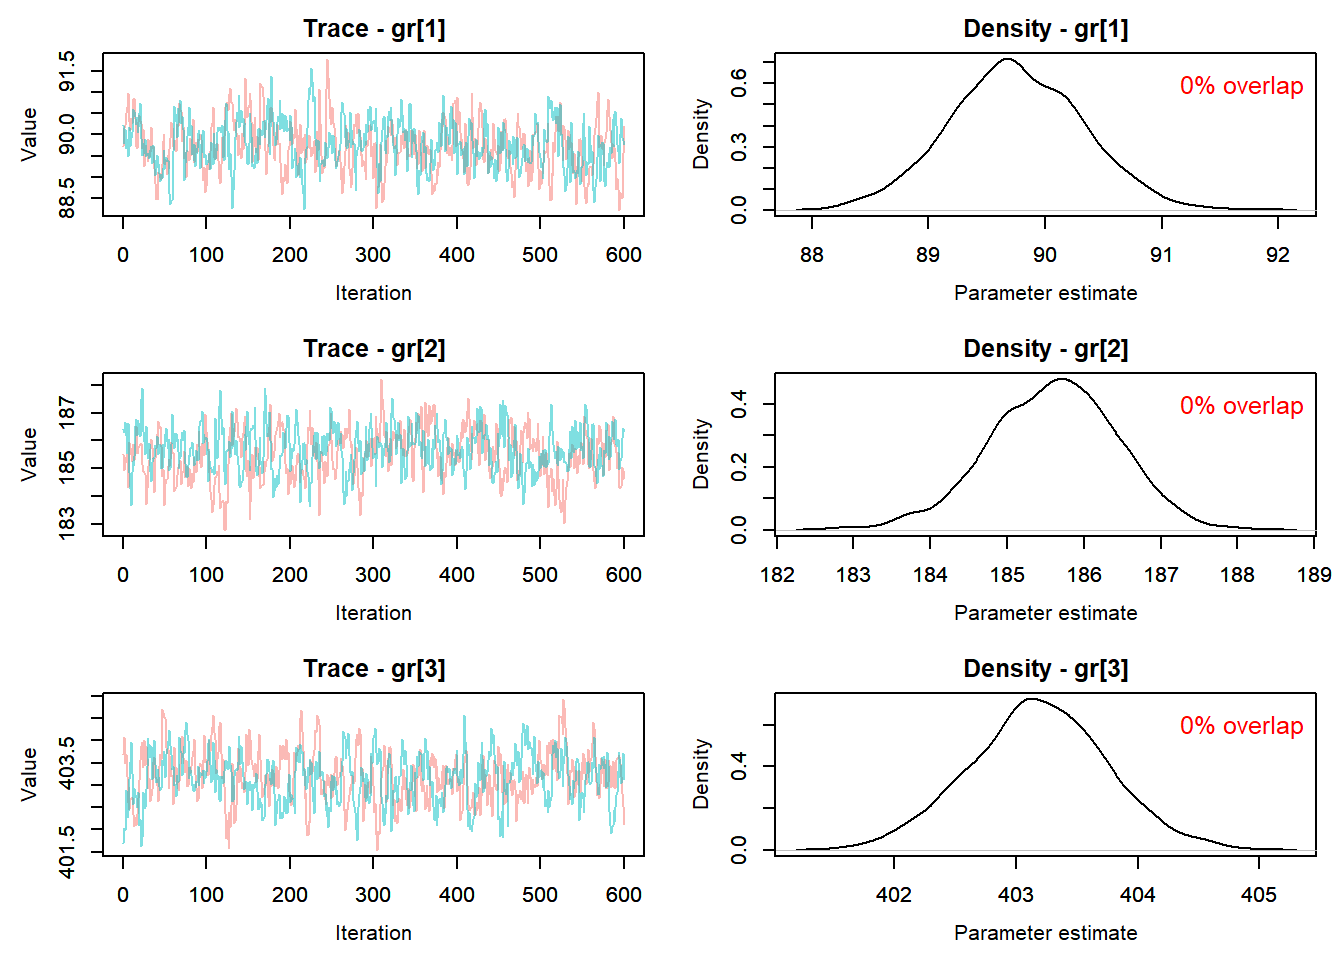 Trace - gr[1]
Value
88.5 90.0 91.5
0 100 200 300 400 500 600
Iteration
Density - gr[1]
0% overlap
Density
0.0 0.3 0.6
88 89 90 91 92
Parameter estimate
Trace - gr[2]
Value
183 185 187
0 100 200 300 400 500 600
Iteration
Density - gr[2]
0% overlap
Density
0.0 0.2 0.4
182 183 184 185 186 187 188 189
Parameter estimate
Trace - gr[3]
Value
401.5 403.5
0 100 200 300 400 500 600
Iteration
Density - gr[3]
0% overlap
Density
0.0 0.4
402 403 404 405
Parameter estimate